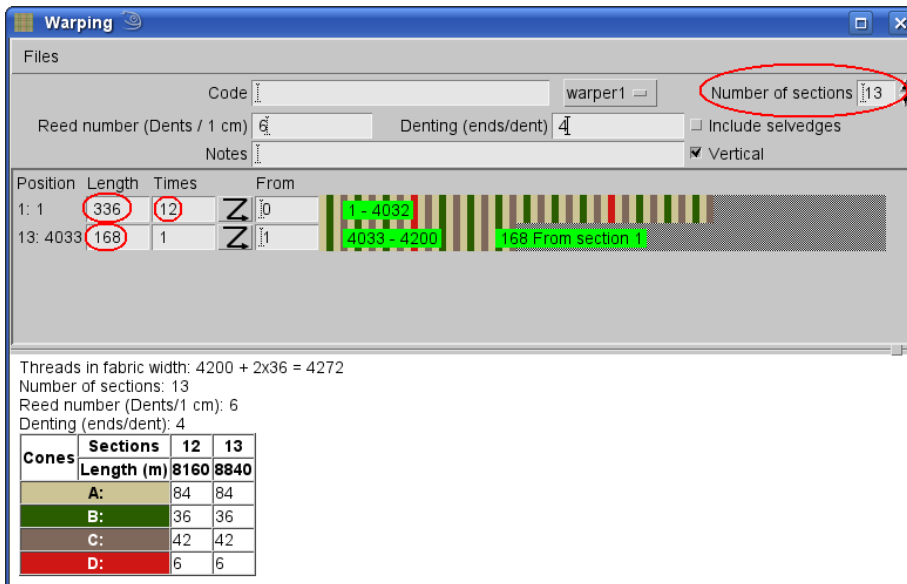 Warping
Files
Code warper1 Number of sections 13
Reed number (Dents / 1 cm) 6 Denting (ends/dent) 4 Include selvedges
Notes Vertical
Position Length Times From
1: 1 336 12 0 1 - 4032
13: 4033 168 1 1 4033 - 4200 168 From section 1
Threads in fabric width: 4200 + 2x36 = 4272
Number of sections: 13
Reed number (Dents/1 cm): 6
Denting (ends/dent): 4
Cones Sections 12 13
Length (m) 8160 8840
A: 84 84
B: 36 36
C: 42 42
D: 6 6